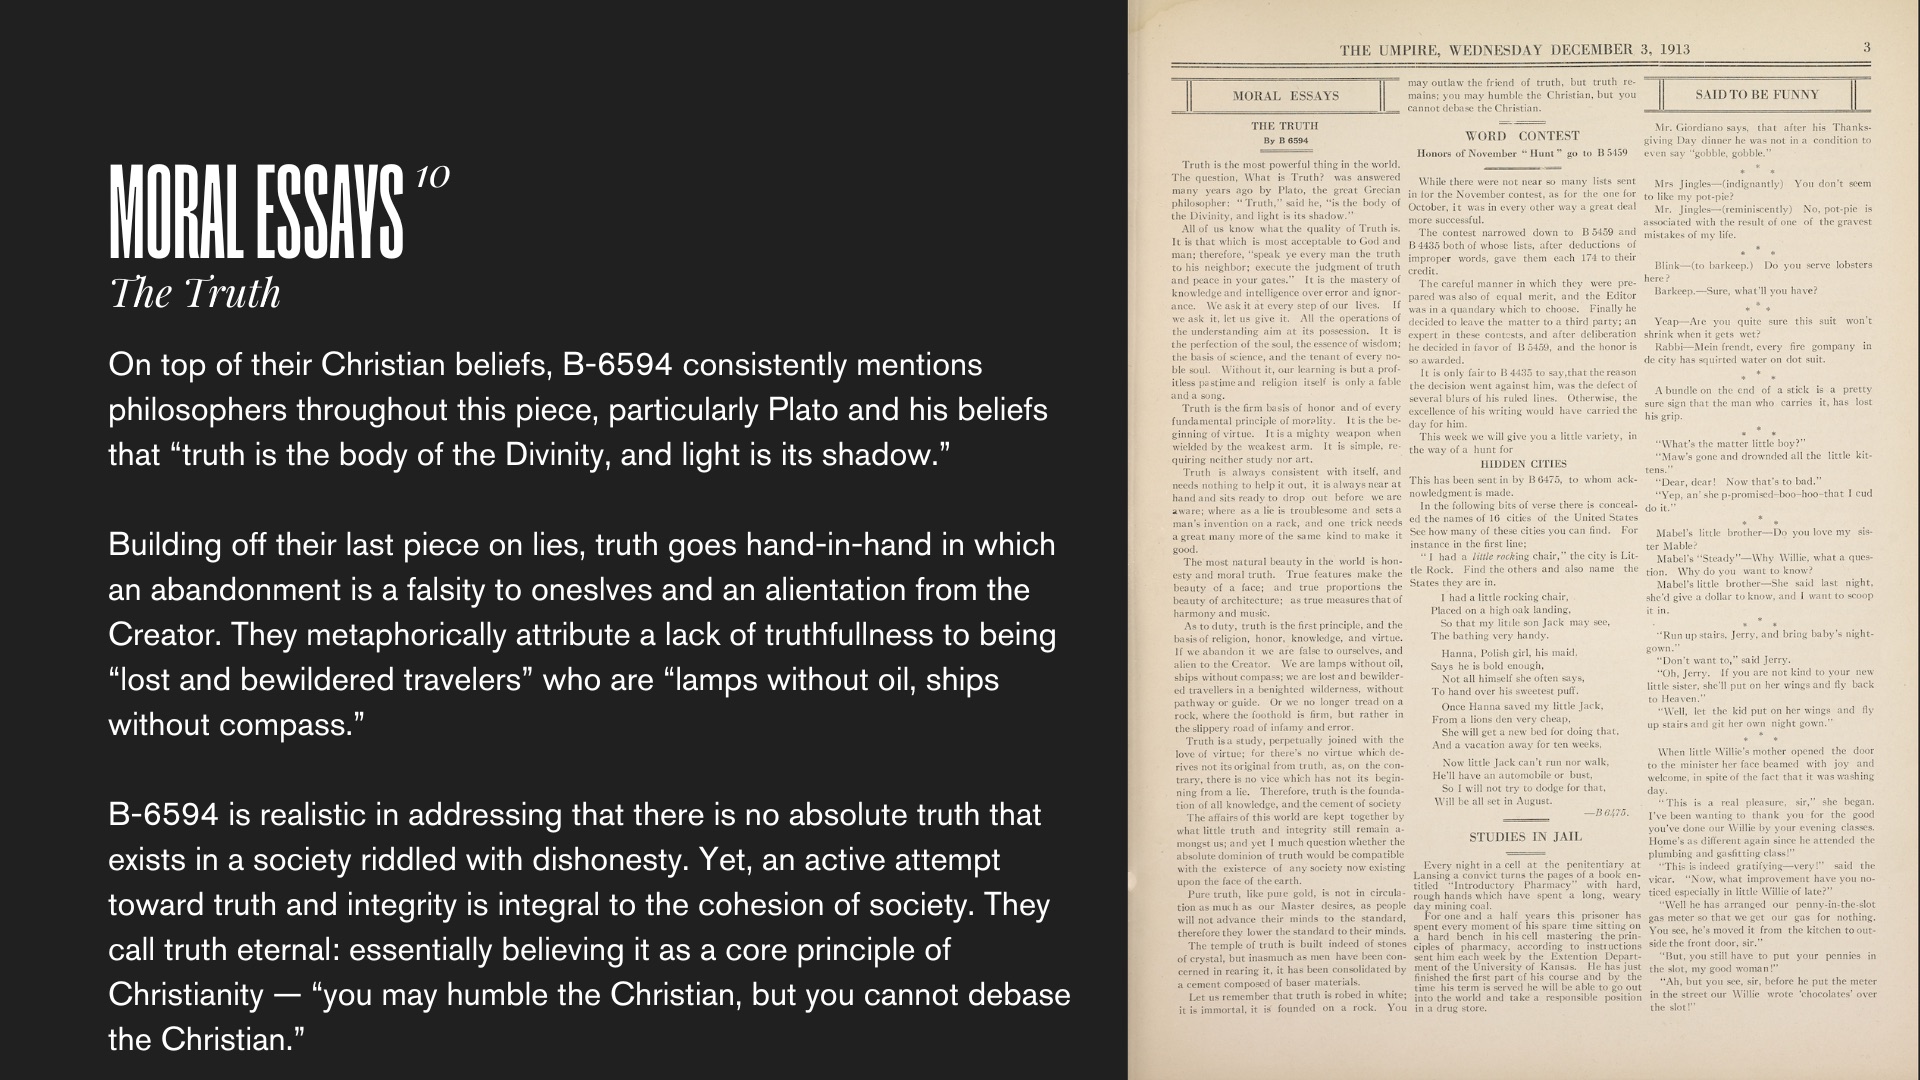 MORAL ESSAYS 10
The Truth
On top of their Christian beliefs, B-6594 consistently mentions
philosophers throughout this piece, particularly Plato and his beliefs
that “truth is the body of the Divinity, and light is its shadow.”
Building off their last piece on lies, truth goes hand-in-hand in which
an abandonment is a falsity to oneslves and an alientation from the
Creator. They metaphorically attribute a lack of truthfullness to being
“lost and bewildered travelers” who are “lamps without oil, ships
without compass.”
B-6594 is realistic in addressing that there is no absolute truth that
exists in a society riddled with dishonesty. Yet, an active attempt
toward truth and integrity is integral to the cohesion of society. They
call truth eternal: essentially believing it as a core principle of
Christianity — “you may humble the Christian, but you cannot debase
the Christian.”
THE UMPIRE, WEDNESDAY DECEMBER 3, 1913 3
MORAL ESSAYS
THE TRUTH
By B 6594
Truth is the most powerful thing in the world.
The question, What is Truth? was answered
many years ago by Plato, the great Grecian
philosopher: “Truth,” said he, “is the body of
the Divinity, and light is its shadow.”
All of us know what the quality of Truth is.
It is that which is most acceptable to God and
man; therefore, “speak ye every man the truth
to his neighbor; execute the judgment of truth
and peace in your gates.” It is the mastery of
knowledge and intelligence over error and ignor-
ance. We ask it at every step of our lives. If
we ask it, let us give it. All the operations of
the understanding aim at its possession. It is
the perfection of the soul, the essence of wisdom;
the basis of science, and the tenant of every no-
ble soul. Without it, our learning is but a prof-
itless pastime and religion itself is only a fable
and a song.
Truth is the firm basis of honor and of every
fundamental principle of morality. It is the be-
ginning of virtue. It is a mighty weapon when
wielded by the weakest arm. It is simple, re-
quiring neither study nor art.
Truth is always consistent with itself, and
needs nothing to help it out, it is always near at
hand and sits ready to drop out before we are
aware; where as a lie is troublesome and sets a
man's invention on a rack, and one trick needs
a great many more of the same kind to make it
good.
The most natural beauty in the world is hon-
esty and moral truth. True features make the
beauty of a face; and true proportions the
beauty of architecture; as true measures that of
harmony and music.
As to duty, truth is the first principle, and the
basis of religion, honor, knowledge, and virtue.
If we abandon it we are false to ourselves, and
alien to the Creator. We are lamps without oil,
ships without compass; we are lost and bewilder-
ed travellers in a benighted wilderness, without
pathway or guide. Or we no longer tread on a
rock, where the foothold is firm, but rather in
the slippery road of infamy and error.
Truth is a study, perpetually joined with the
love of virtue; for there's no virtue which de-
rives not its original from truth, as, on the con-
trary, there is no vice which has not its begin-
ning from a lie. Therefore, truth is the founda-
tion of all knowledge, and the cement of society
The affairs of this world are kept together by
what little truth and integrity still remain a-
mongst us; and yet I much question whether the
absolute dominion of truth would be compatible
with the existence of any society now existing
upon the face of the earth.
Pure truth, like pure gold, is not in circula-
tion as much as our Master desires, as people
will not advance their minds to the standard,
therefore they lower the standard to their minds.
The temple of truth is built indeed of stones
of crystal, but inasmuch as men have been con-
cerned in rearing it, it has been consolidated by
a cement composed of baser materials.
Let us remember that truth is robed in white;
it is immortal, it is founded on a rock. You
may outlaw the friend of truth, but truth re-
mains; you may humble the Christian, but you
cannot debase the Christian.
WORD CONTEST
Honors of November “Hunt” go to B 5459
While there were not near so many lists sent
in for the November contest, as for the one for
October, it was in every other way a great deal
more successful.
The contest narrowed down to B 5459 and
B 4435 both of whose lists, after deductions of
improper words, gave them each 174 to their
credit.
The careful manner in which they were pre-
pared was also of equal merit, and the Editor
was in a quandary which to choose. Finally he
decided to leave the matter to a third party; an
expert in these contests, and after deliberation
he decided in favor of B 5459, and the honor is
so awarded.
It is only fair to B 4435 to say, that the reason
the decision went against him, was the defect of
several blurs of his ruled lines. Otherwise, the
excellence of his writing would have carried the
day for him.
This week we will give you a little variety, in
the way of a hunt for
HIDDEN CITIES
This has been sent in by B 6475, to whom ack-
nowledgment is made.
In the following bits of verse there is conceal-
ed the names of 16 cities of the United States
See how many of these cities you can find. For
instance in the first line;
“I had a little rocking chair,” the city is Lit-
tle Rock. Find the others and also name the
States they are in.
I had a little rocking chair,
Placed on a high oak landing,
So that my little son Jack may see,
The bathing very handy.
Hanna, Polish girl, his maid.
Says he is bold enough,
Not all himself she often says,
To hand over his sweetest puff.
Once Hanna saved my little Jack,
From a lions den very cheap,
She will get a new bed for doing that,
And a vacation away for ten weeks,
Now little Jack can't run nor walk,
He'll have an automobile or bust,
So I will not try to dodge for that,
Will be all set in August.
—B 6475.
STUDIES IN JAIL
Every night in a cell at the penitentiary at
Lansing a convict turns the pages of a book en-
titled “Introductory Pharmacy” with hard,
rough hands which have spent a long, weary
day mining coal.
For one and a half years this prisoner has
spent every moment of his spare time sitting on
a hard bench in his cell mastering the prin-
ciples of pharmacy, according to instructions
sent him each week by the Extention Depart-
ment of the University of Kansas. He has just
finished the first part of his course and by the
time his term is served he will be able to go out
into the world and take a responsible position
in a drug store.
SAID TO BE FUNNY
Mr. Giordiano says, that after his Thanks-
giving Day dinner he was not in a condition to
even say “gobble, gobble.”
* * *
Mrs Jingles—(indignantly) You don't seem
to like my pot-pie?
Mr. Jingles—(reminiscently) No, pot-pie is
associated with the result of one of the gravest
mistakes of my life.
* * *
Blink—(to barkeep.) Do you serve lobsters
here?
Barkeep.—Sure, what'll you have?
* * *
Yeap—Are you quite sure this suit won't
shrink when it gets wet?
Rabbi—Mein frendt, every fire gompany in
de city has squirted water on dot suit.
* * *
A bundle on the end of a stick is a pretty
sure sign that the man who carries it, has lost
his grip.
* * *
“What's the matter little boy?”
“Maw's gone and drownded all the little kit-
tens.”
“Dear, dear! Now that's to bad.”
“Yep, an' she p-promised-boo-hoo-that I cud
do it.”
* * *
Mabel's little brother—Do you love my sis-
ter Mable?
Mabel's “Steady”—Why Willie, what a ques-
tion. Why do you want to know?
Mabel's little brother—She said last night,
she'd give a dollar to know, and I want to scoop
it in.
* * *
“Run up stairs, Jerry, and bring baby's night-
gown.”
“Don't want to,” said Jerry.
“Oh, Jerry. If you are not kind to your new
little sister, she'll put on her wings and fly back
to Heaven.”
“Well, let the kid put on her wings and fly
up stairs and git her own night gown.”
* * *
When little Willie's mother opened the door
to the minister her face beamed with joy and
welcome, in spite of the fact that it was washing
day.
“This is a real pleasure, sir,” she began.
I've been wanting to thank you for the good
you've done our Willie by your evening classes.
Home's as different again since he attended the
plumbing and gasfitting class!”
“This is indeed gratifying—very!” said the
vicar. “Now, what improvement have you no-
ticed especially in little Willie of late?”
“Well he has arranged our penny-in-the-slot
gas meter so that we get our gas for nothing.
You see, he's moved it from the kitchen to out-
side the front door, sir.”
“But, you still have to put your pennies in
the slot, my good woman!”
“Ah, but you see, sir, before he put the meter
in the street our Willie wrote ‘chocolates’ over
the slot!”